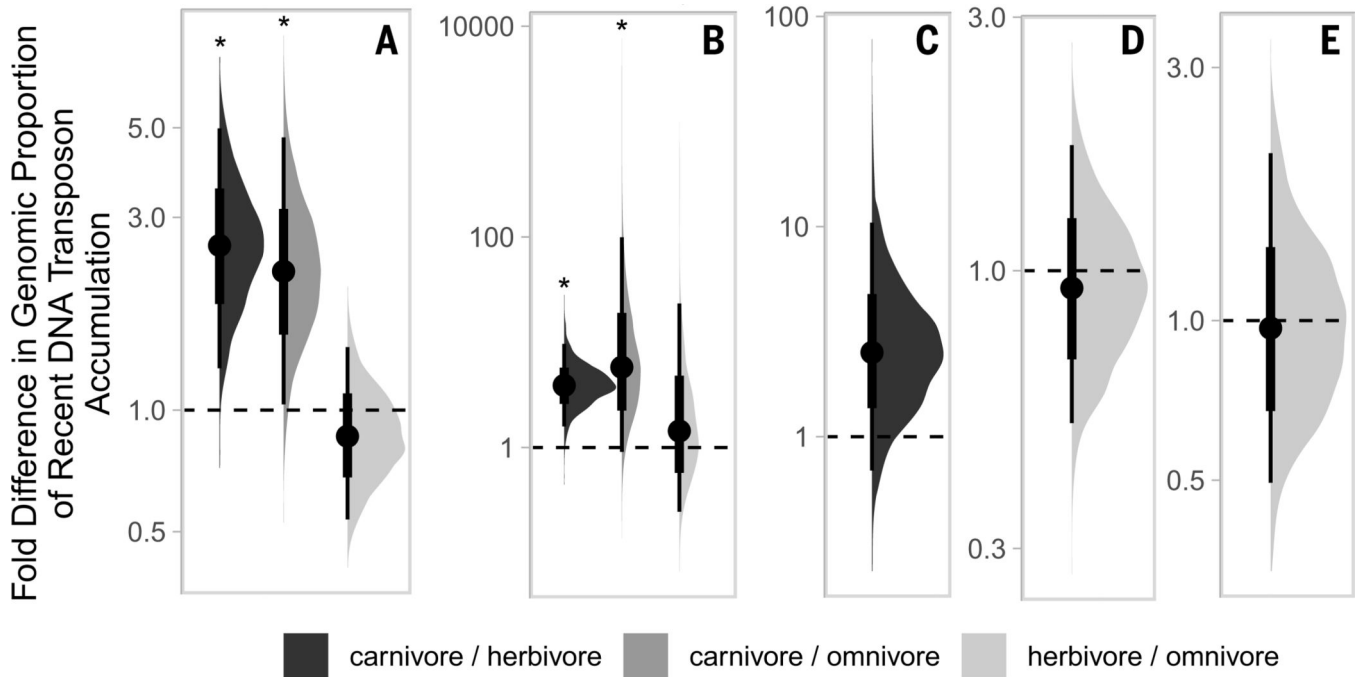 Fold Difference in Genomic Proportion
of Recent DNA Transposon
Accumulation
A
* *
5.0
3.0
1.0
0.5
B
* *
10000
100
1
C
100
10
1
D
3.0
1.0
0.3
E
3.0
1.0
0.5
carnivore / herbivore carnivore / omnivore herbivore / omnivore